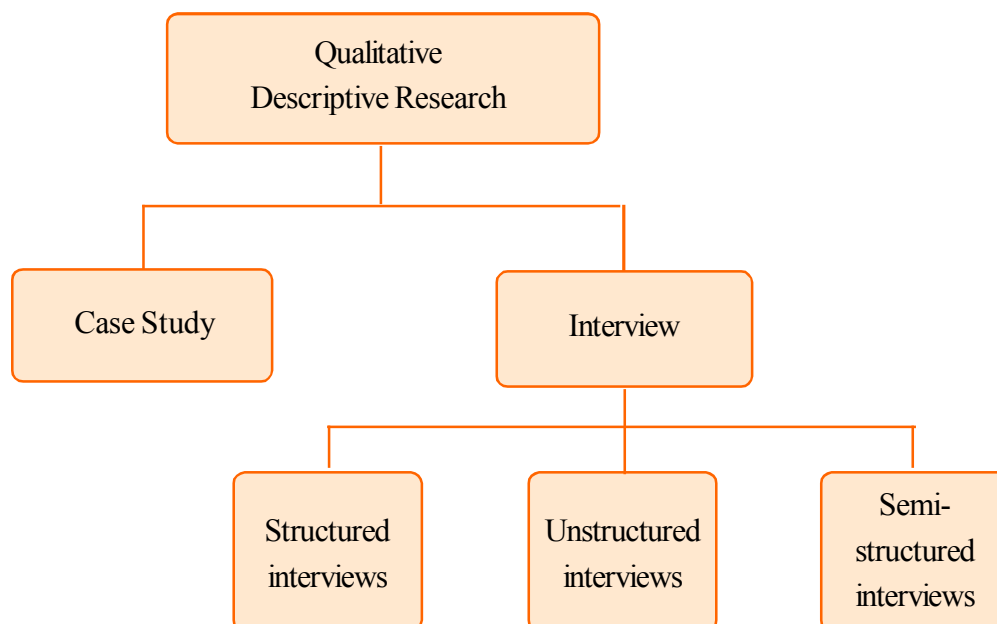 Qualitative
Descriptive Research
Case Study
Interview
Structured
interviews
Unstructured
interviews
Semi-
structured
interviews